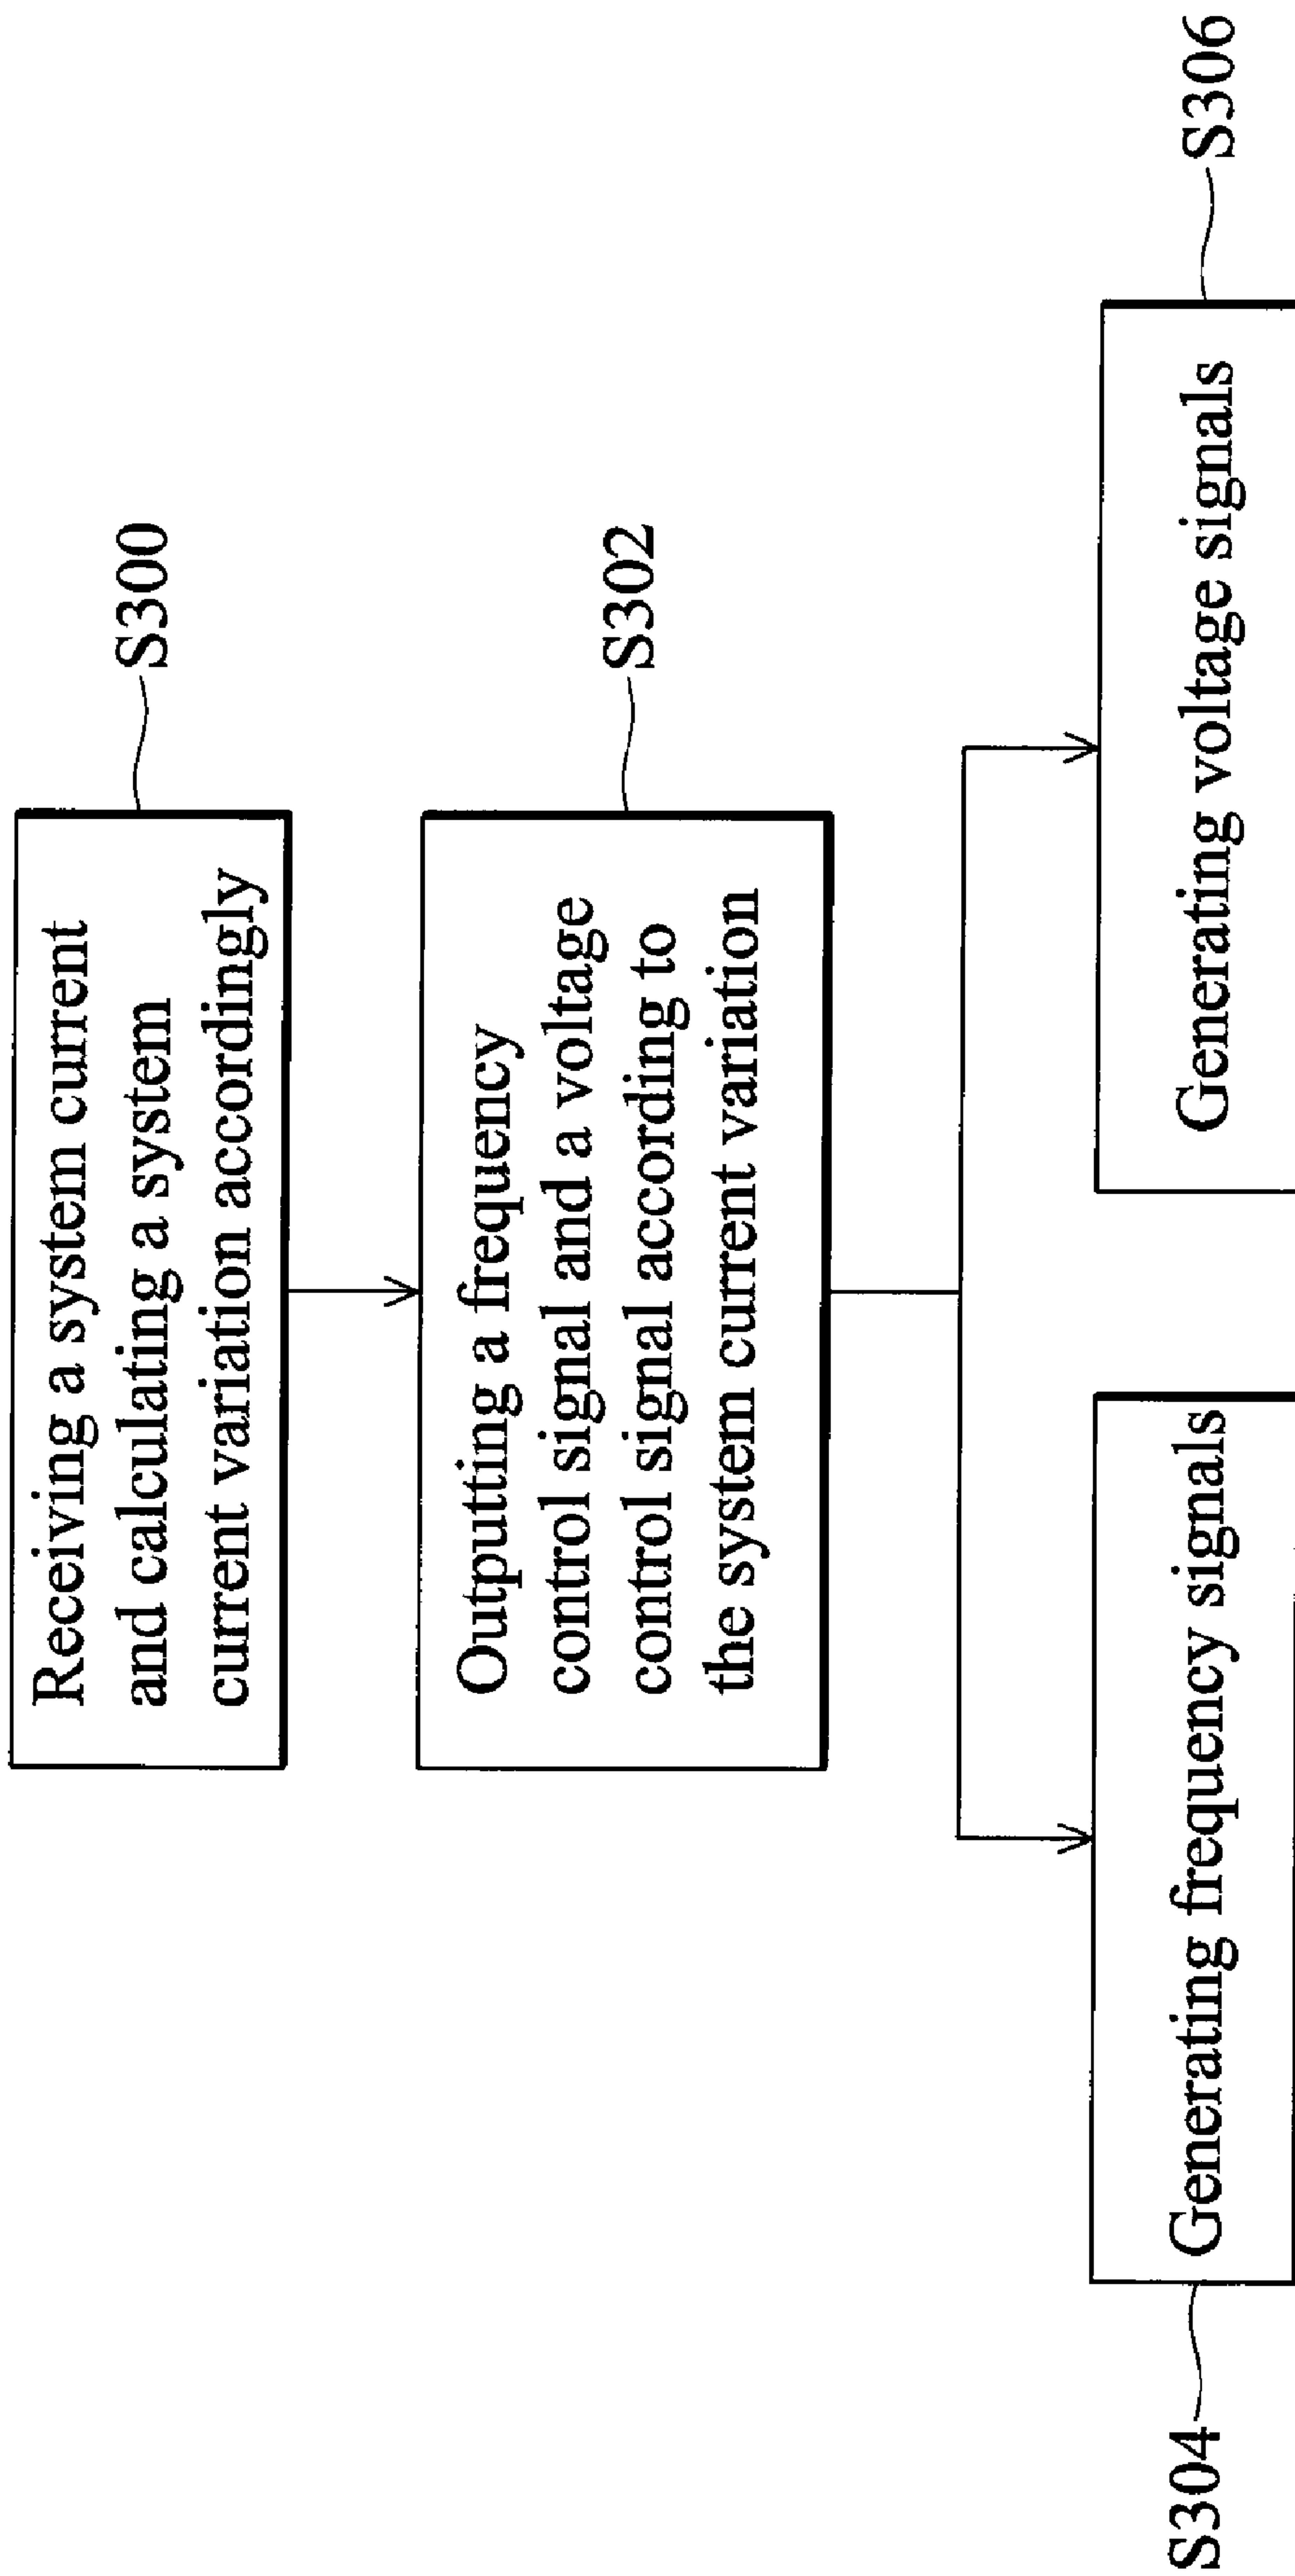 Receiving a system current
and calculating a system
current variation accordingly
S300
Outputting a frequency
control signal and a voltage
control signal according to
the system current variation
S302
S304
Generating frequency signals
Generating voltage signals
S306